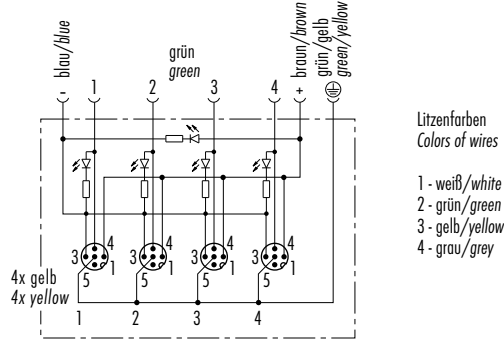 blau/blue
grün
green
braun/brown
grün/gelb
green/yellow
– 1 2 3 4 +
3 4 1 5 3 4 1 5 3 4 1 5 3 4 1 5
4x gelb
4x yellow
1 2 3 4
Litzenfarben
Colors of wires
1 - weiß/white
2 - grün/green
3 - gelb/yellow
4 - grau/grey